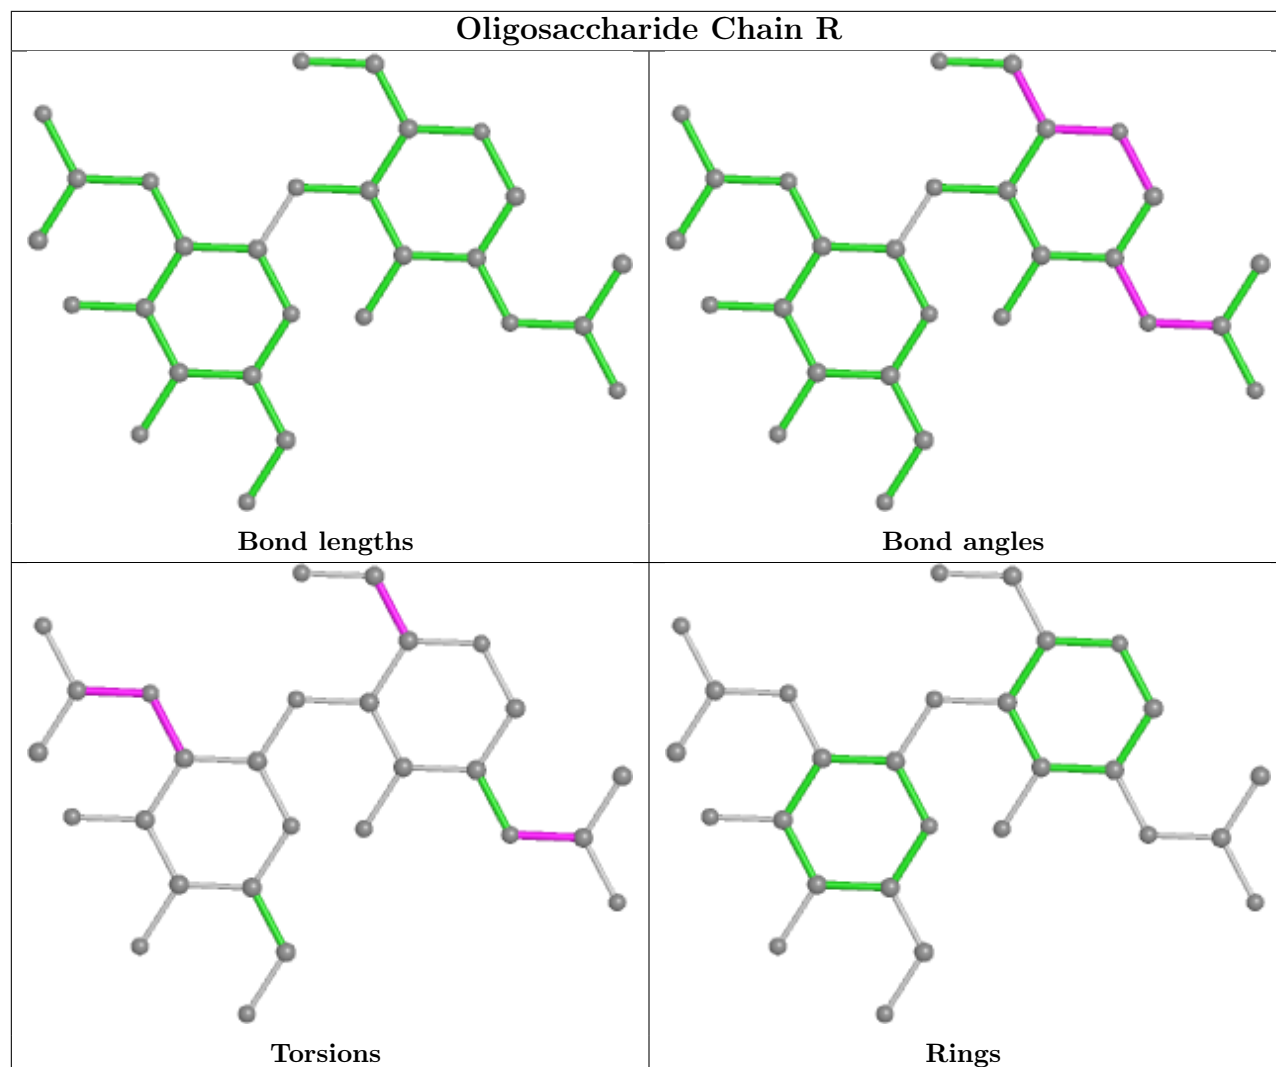 Oligosaccharide Chain R
Bond lengths
Bond angles
Torsions
Rings